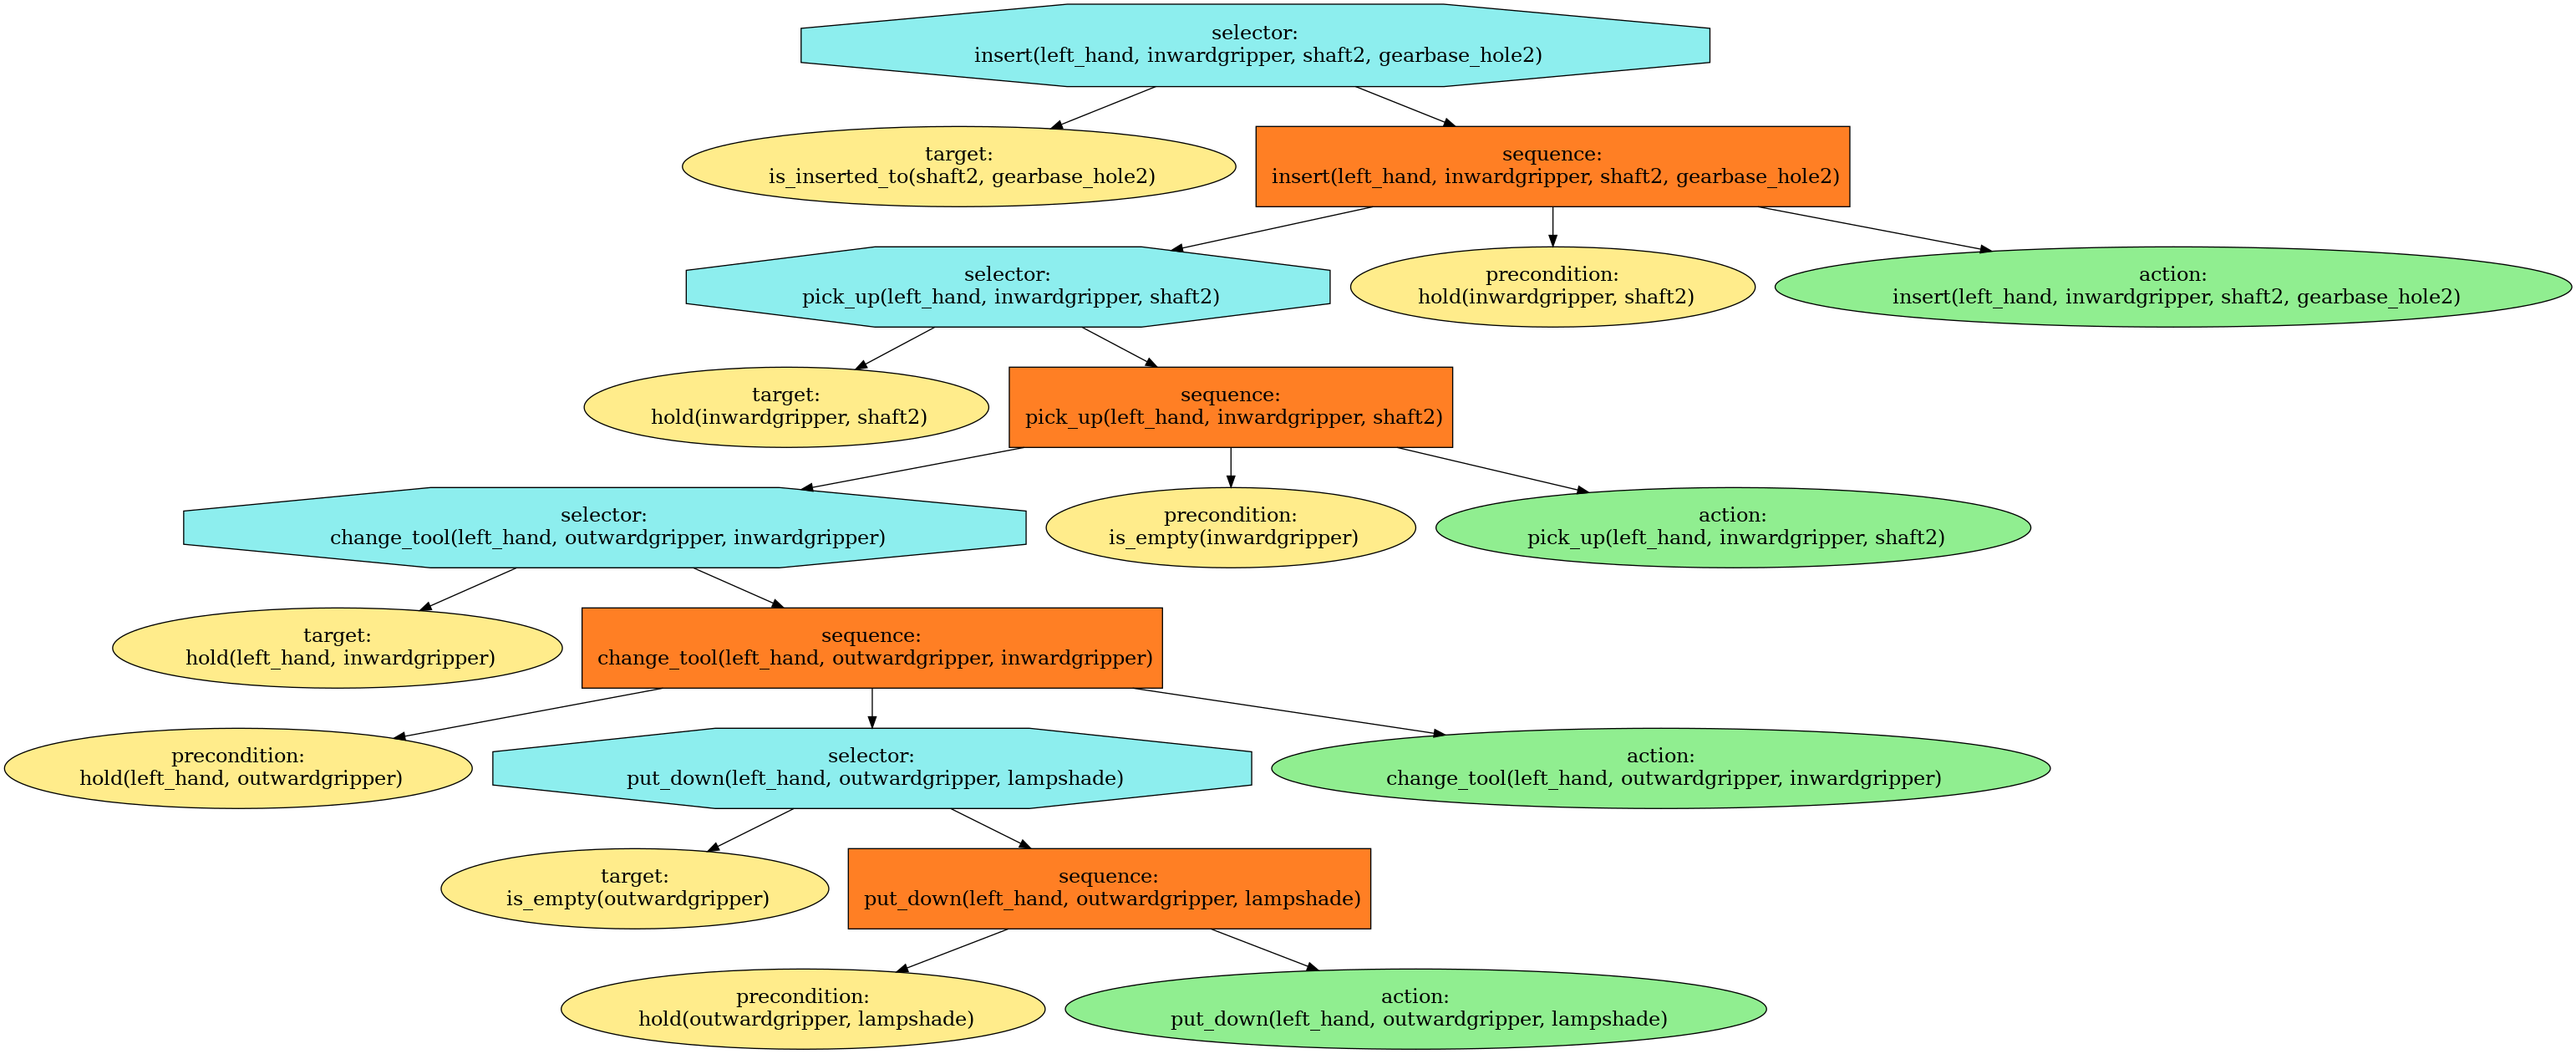 selector:
insert(left_hand, inwardgripper, shaft2, gearbase_hole2)
target:
is_inserted_to(shaft2, gearbase_hole2)
sequence:
insert(left_hand, inwardgripper, shaft2, gearbase_hole2)
selector:
pick_up(left_hand, inwardgripper, shaft2)
precondition:
hold(inwardgripper, shaft2)
action:
insert(left_hand, inwardgripper, shaft2, gearbase_hole2)
target:
hold(inwardgripper, shaft2)
sequence:
pick_up(left_hand, inwardgripper, shaft2)
selector:
change_tool(left_hand, outwardgripper, inwardgripper)
precondition:
is_empty(inwardgripper)
action:
pick_up(left_hand, inwardgripper, shaft2)
target:
hold(left_hand, inwardgripper)
sequence:
change_tool(left_hand, outwardgripper, inwardgripper)
precondition:
hold(left_hand, outwardgripper)
selector:
put_down(left_hand, outwardgripper, lampshade)
action:
change_tool(left_hand, outwardgripper, inwardgripper)
target:
is_empty(outwardgripper)
sequence:
put_down(left_hand, outwardgripper, lampshade)
precondition:
hold(outwardgripper, lampshade)
action:
put_down(left_hand, outwardgripper, lampshade)